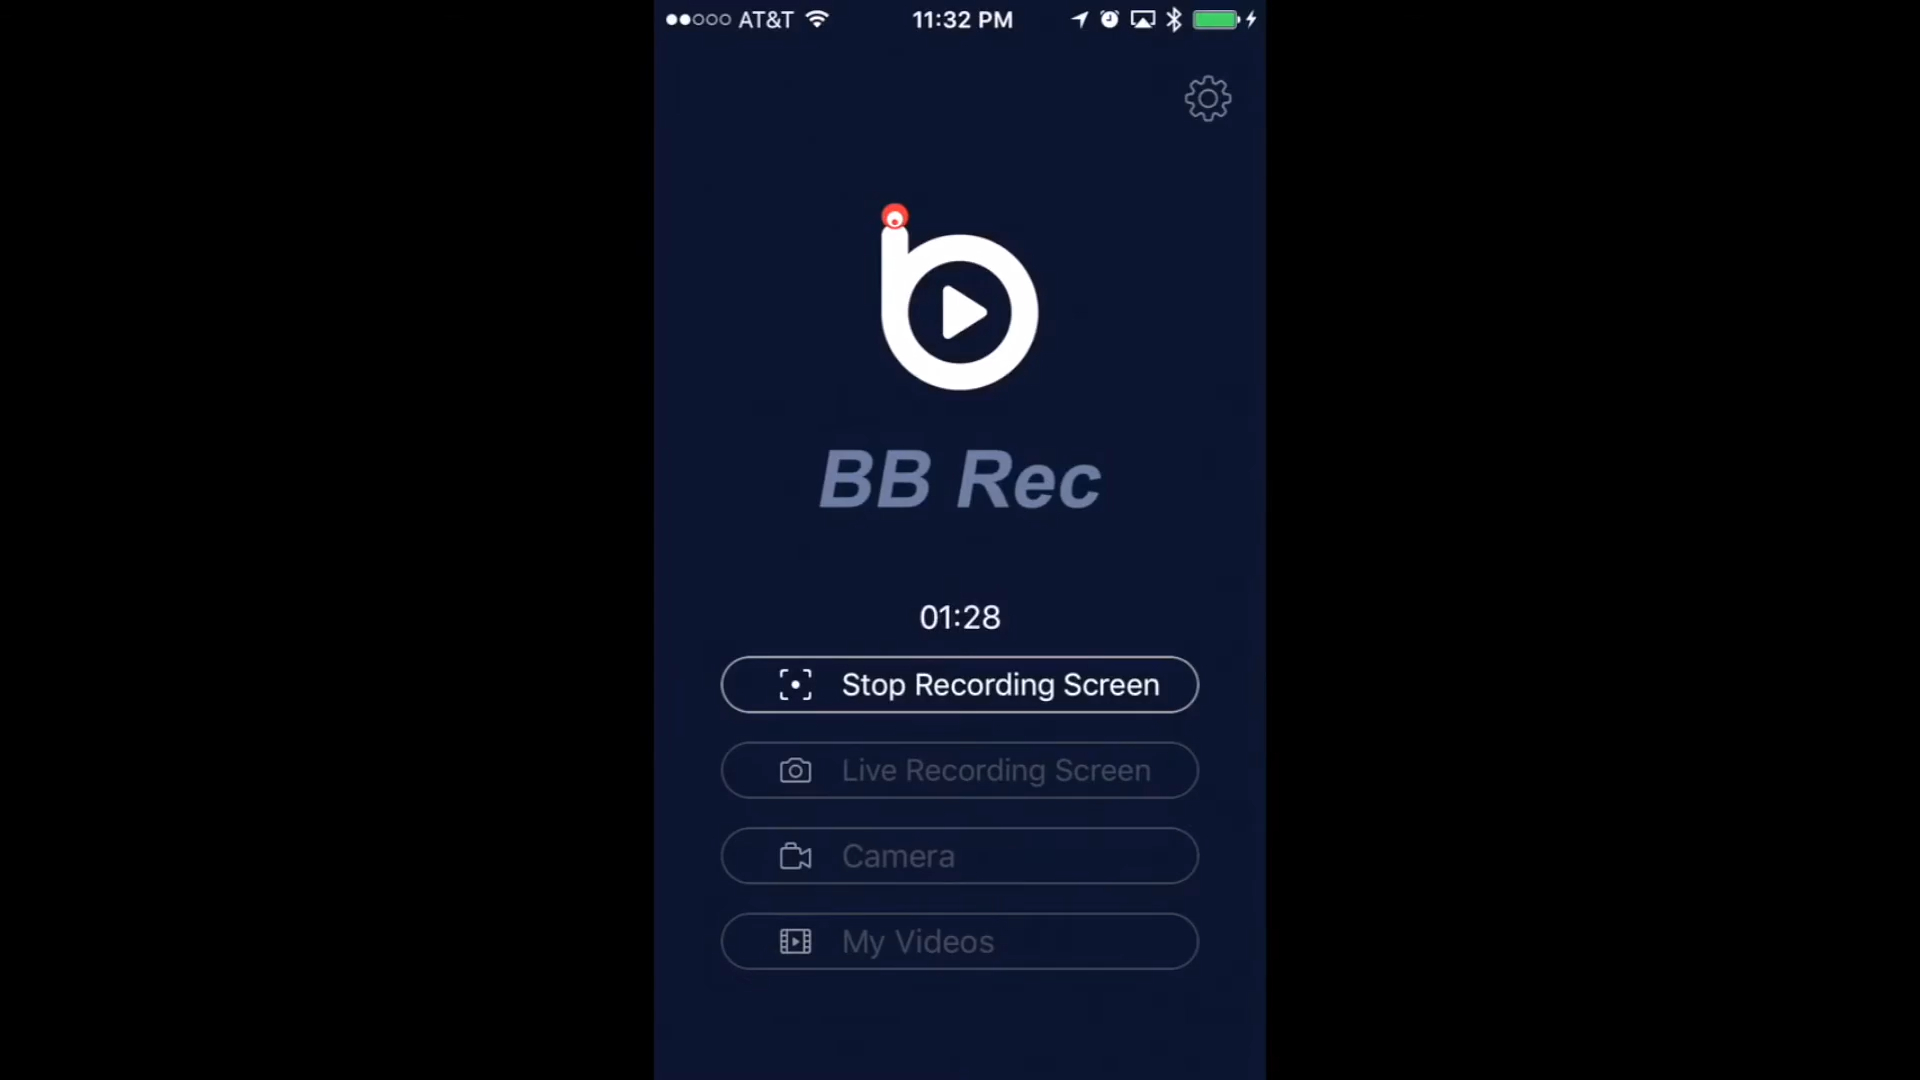 AT&T 11:32 PM
BB Rec
01:28
Stop Recording Screen
Live Recording Screen
Camera
My Videos